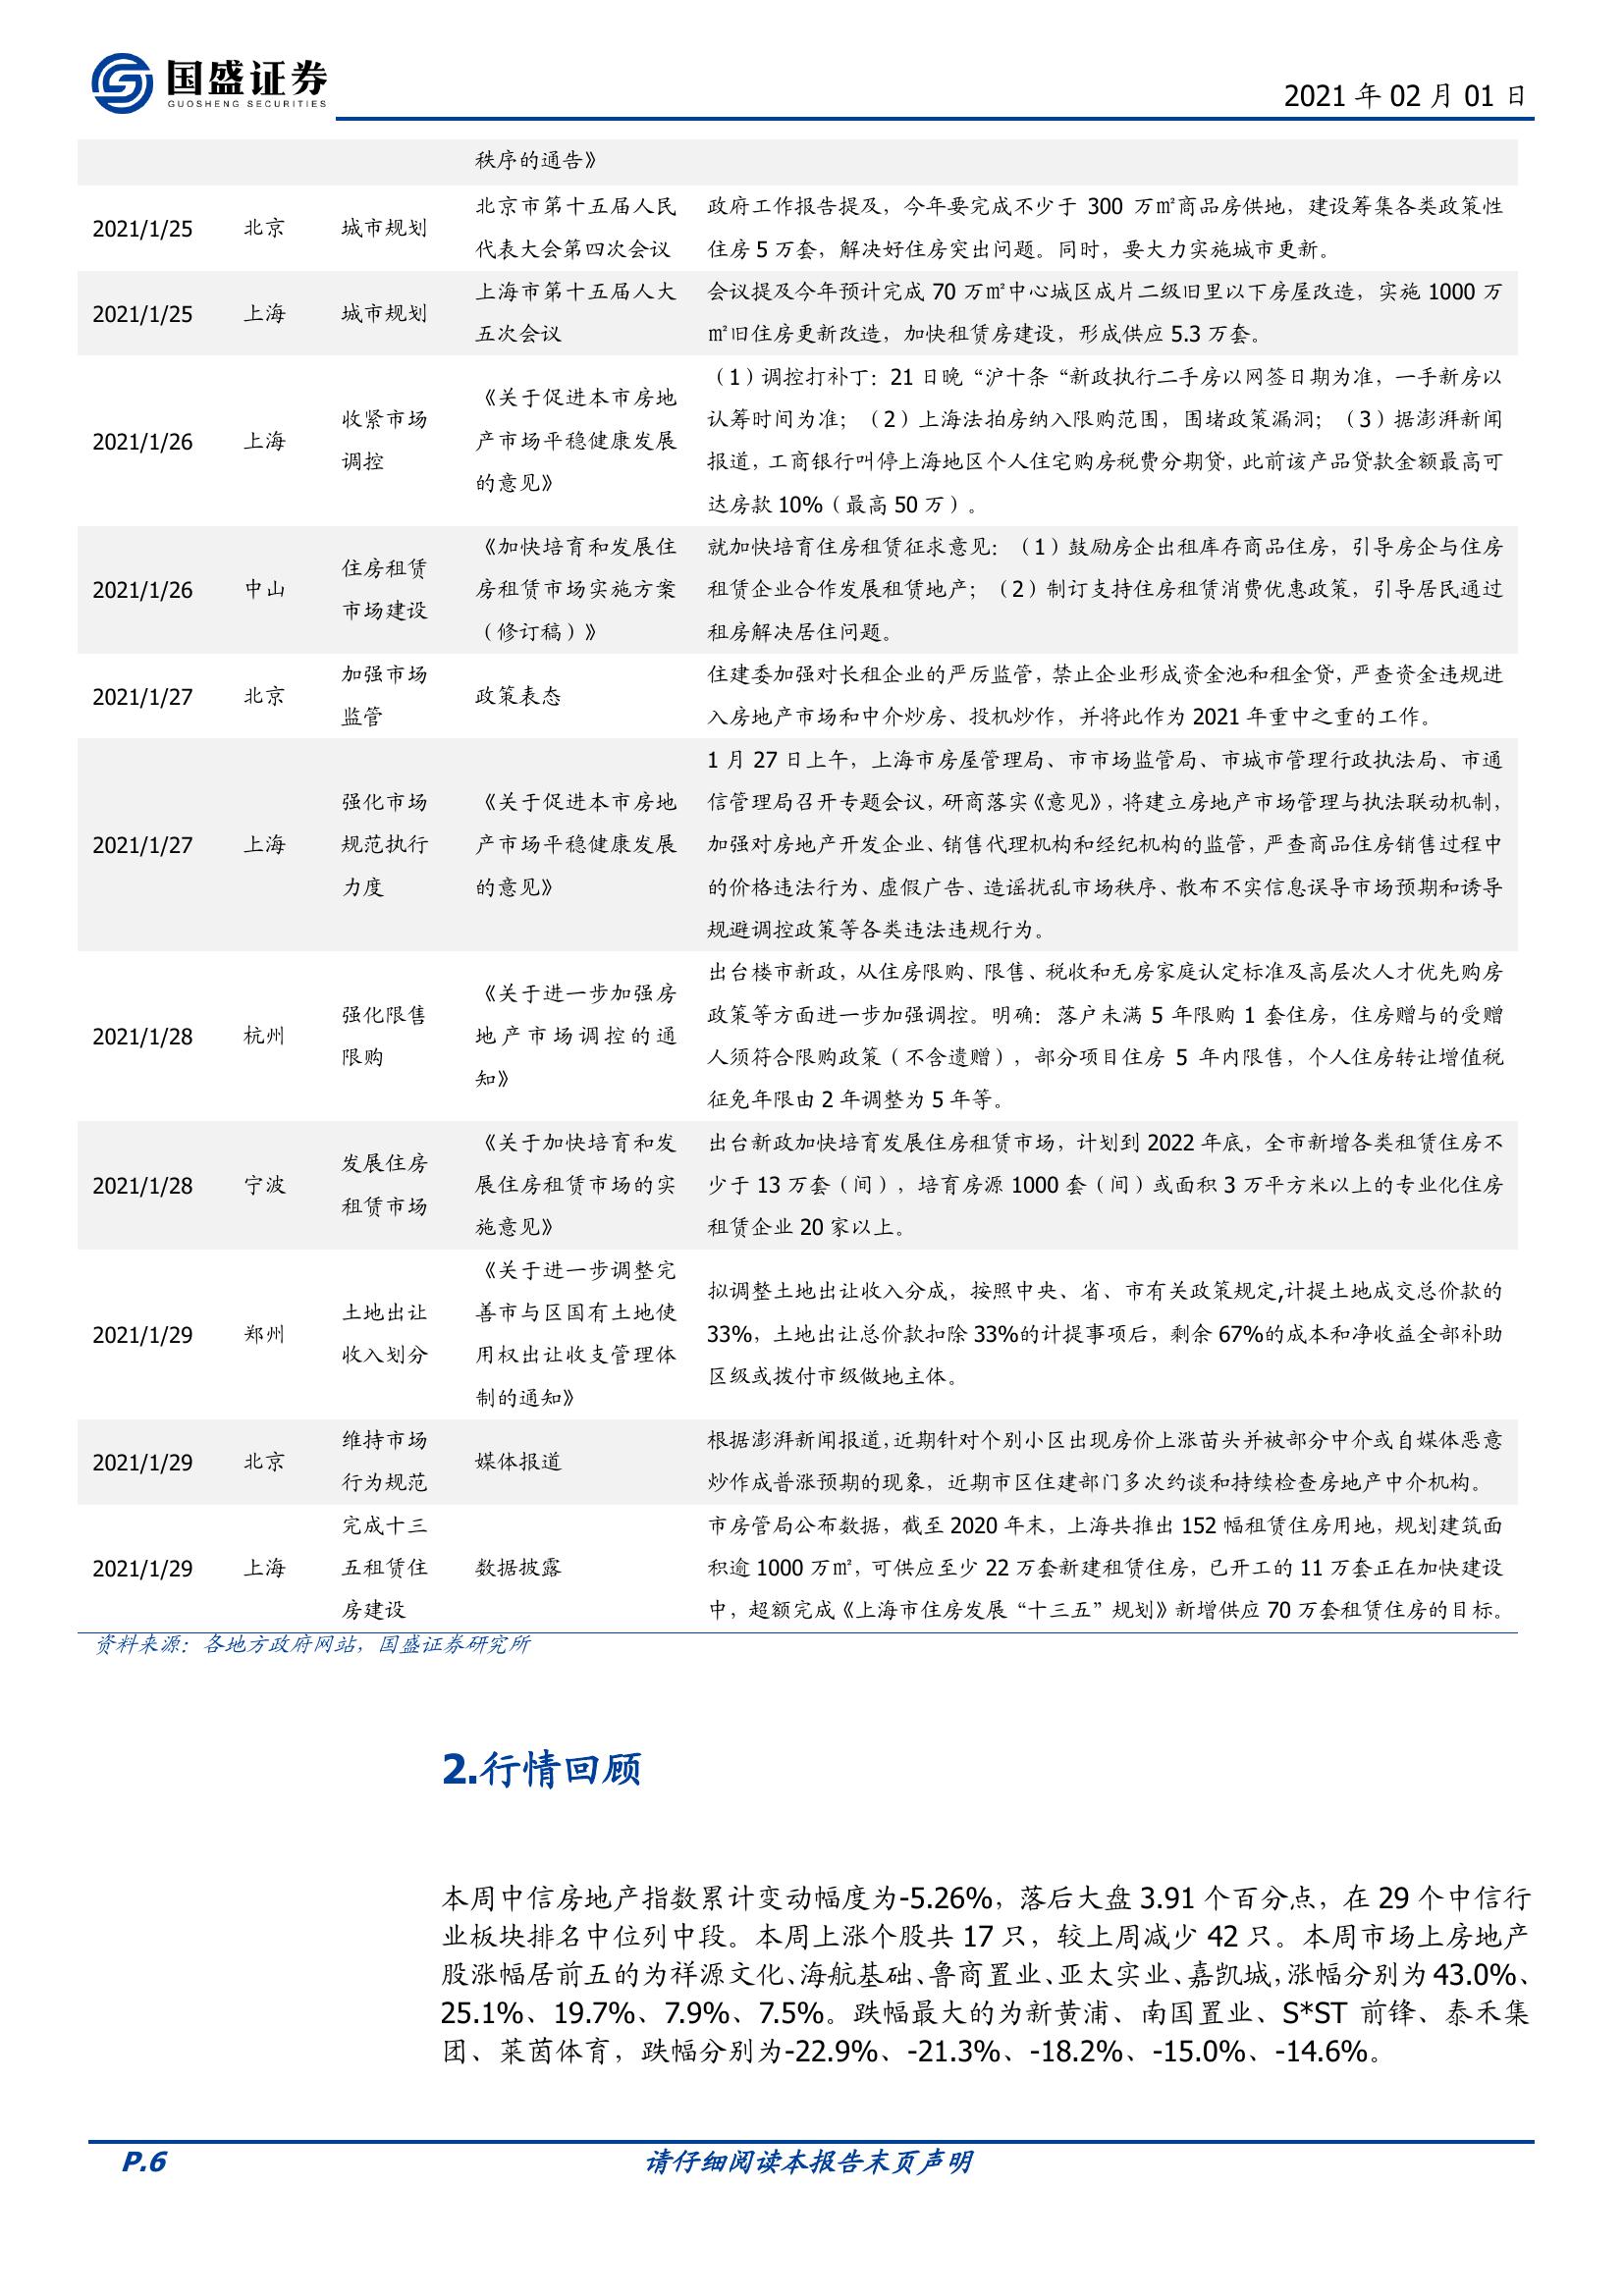 国盛证券
GUOSHENG SECURITIES
2021 年 02 月 01 日
秩序的通告》
2021/1/25 北京 城市规划
北京市第十五届人民
代表大会第四次会议
政府工作报告提及，今年要完成不少于 300 万㎡商品房供地，建设筹集各类政策性
住房 5 万套，解决好住房突出问题。同时，要大力实施城市更新。
2021/1/25 上海 城市规划
上海市第十五届人大
五次会议
会议提及今年预计完成 70 万㎡中心城区成片二级旧里以下房屋改造，实施 1000 万
㎡旧住房更新改造，加快租赁房建设，形成供应 5.3 万套。
2021/1/26 上海
收紧市场
调控
《关于促进本市房地
产市场平稳健康发展
的意见》
（1）调控打补丁：21 日晚“沪十条“新政执行二手房以网签日期为准，一手新房以
认筹时间为准；（2）上海法拍房纳入限购范围，围堵政策漏洞；（3）据澎湃新闻
报道，工商银行叫停上海地区个人住宅购房税费分期贷，此前该产品贷款金额最高可
达房款 10%（最高 50 万）。
2021/1/26 中山
住房租赁
市场建设
《加快培育和发展住
房租赁市场实施方案
（修订稿）》
就加快培育住房租赁征求意见：（1）鼓励房企出租库存商品住房，引导房企与住房
租赁企业合作发展租赁地产；（2）制订支持住房租赁消费优惠政策，引导居民通过
租房解决居住问题。
2021/1/27 北京
加强市场
监管
政策表态
住建委加强对长租企业的严厉监管，禁止企业形成资金池和租金贷，严查资金违规进
入房地产市场和中介炒房、投机炒作，并将此作为 2021 年重中之重的工作。
2021/1/27 上海
强化市场
规范执行
力度
《关于促进本市房地
产市场平稳健康发展
的意见》
1 月 27 日上午，上海市房屋管理局、市市场监管局、市城市管理行政执法局、市通
信管理局召开专题会议，研商落实《意见》，将建立房地产市场管理与执法联动机制，
加强对房地产开发企业、销售代理机构和经纪机构的监管，严查商品住房销售过程中
的价格违法行为、虚假广告、造谣扰乱市场秩序、散布不实信息误导市场预期和诱导
规避调控政策等各类违法违规行为。
2021/1/28 杭州
强化限售
限购
《关于进一步加强房
地产市场调控的通
知》
出台楼市新政，从住房限购、限售、税收和无房家庭认定标准及高层次人才优先购房
政策等方面进一步加强调控。明确：落户未满 5 年限购 1 套住房，住房赠与的受赠
人须符合限购政策（不含遗赠），部分项目住房 5 年内限售，个人住房转让增值税
征免年限由 2 年调整为 5 年等。
2021/1/28 宁波
发展住房
租赁市场
《关于加快培育和发
展住房租赁市场的实
施意见》
出台新政加快培育发展住房租赁市场，计划到 2022 年底，全市新增各类租赁住房不
少于 13 万套（间），培育房源 1000 套（间）或面积 3 万平方米以上的专业化住房
租赁企业 20 家以上。
2021/1/29 郑州
土地出让
收入划分
《关于进一步调整完
善市与区国有土地使
用权出让收支管理体
制的通知》
拟调整土地出让收入分成，按照中央、省、市有关政策规定,计提土地成交总价款的
33%，土地出让总价款扣除 33%的计提事项后，剩余 67%的成本和净收益全部补助
区级或拨付市级做地主体。
2021/1/29 北京
维持市场
行为规范
媒体报道
根据澎湃新闻报道,近期针对个别小区出现房价上涨苗头并被部分中介或自媒体恶意
炒作成普涨预期的现象，近期市区住建部门多次约谈和持续检查房地产中介机构。
2021/1/29 上海
完成十三
五租赁住
房建设
数据披露
市房管局公布数据，截至 2020 年末，上海共推出 152 幅租赁住房用地，规划建筑面
积逾 1000 万㎡，可供应至少 22 万套新建租赁住房，已开工的 11 万套正在加快建设
中，超额完成《上海市住房发展“十三五”规划》新增供应 70 万套租赁住房的目标。
资料来源：各地方政府网站，国盛证券研究所
2.行情回顾
本周中信房地产指数累计变动幅度为-5.26%，落后大盘 3.91 个百分点，在 29 个中信行
业板块排名中位列中段。本周上涨个股共 17 只，较上周减少 42 只。本周市场上房地产
股涨幅居前五的为祥源文化、海航基础、鲁商置业、亚太实业、嘉凯城，涨幅分别为 43.0%、
25.1%、19.7%、7.9%、7.5%。跌幅最大的为新黄浦、南国置业、S*ST 前锋、泰禾集
团、莱茵体育，跌幅分别为-22.9%、-21.3%、-18.2%、-15.0%、-14.6%。
P.6
请仔细阅读本报告末页声明